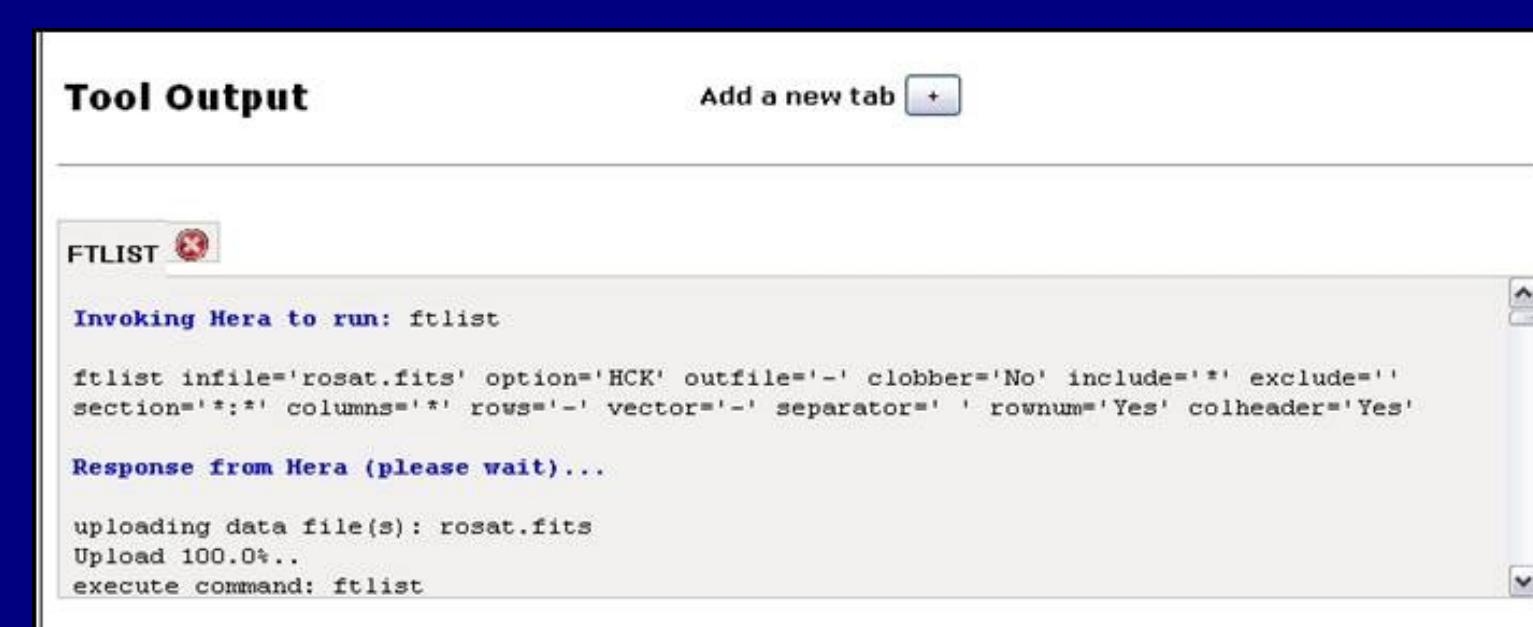 Tool Output
Add a new tab +
FTLIST
Invoking Hera to run: ftlist
ftlist infile='rosat.fits' option='HCK' outfile='-' clobber='No' include='*' exclude=''
section='*:*' columns='*' rows='-' vector='-' separator=' ' rownum='Yes' colheader='Yes'
Response from Hera (please wait)...
uploading data file(s): rosat.fits
Upload 100.0%..
execute command: ftlist